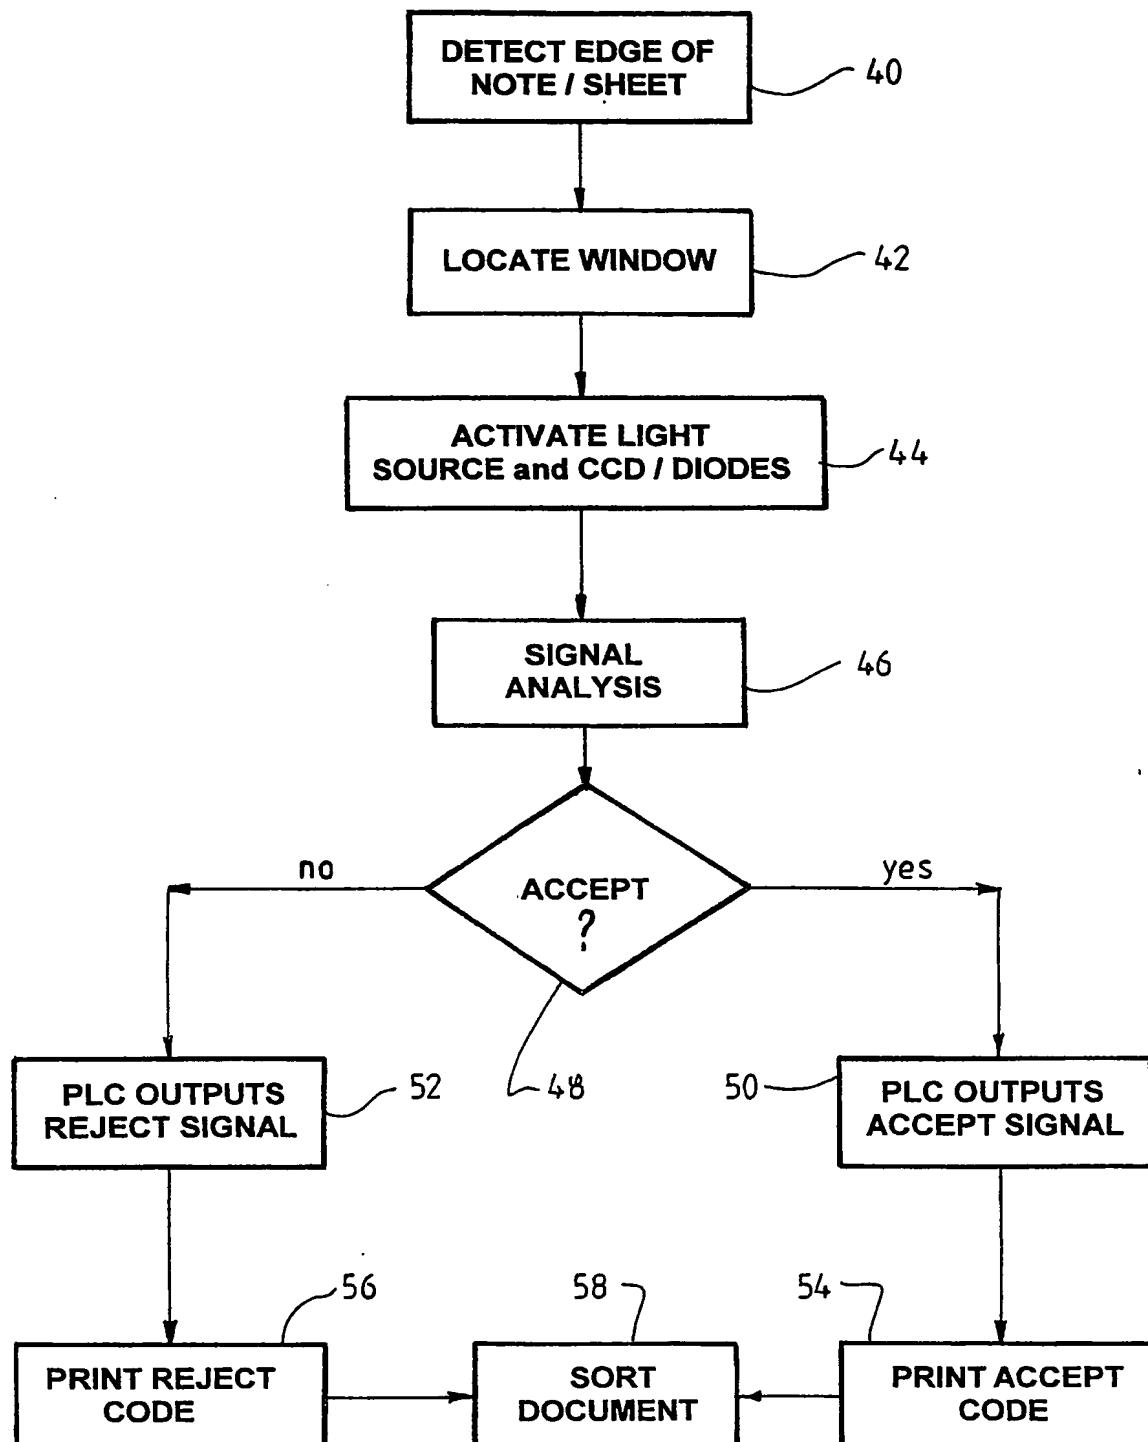 DETECT EDGE OF
NOTE / SHEET
40
LOCATE WINDOW
42
ACTIVATE LIGHT
SOURCE and CCD / DIODES
44
SIGNAL
ANALYSIS
46
no
yes
ACCEPT
?
48
PLC OUTPUTS
REJECT SIGNAL
52
50
PLC OUTPUTS
ACCEPT SIGNAL
56
58
54
PRINT REJECT
CODE
SORT
DOCUMENT
PRINT ACCEPT
CODE